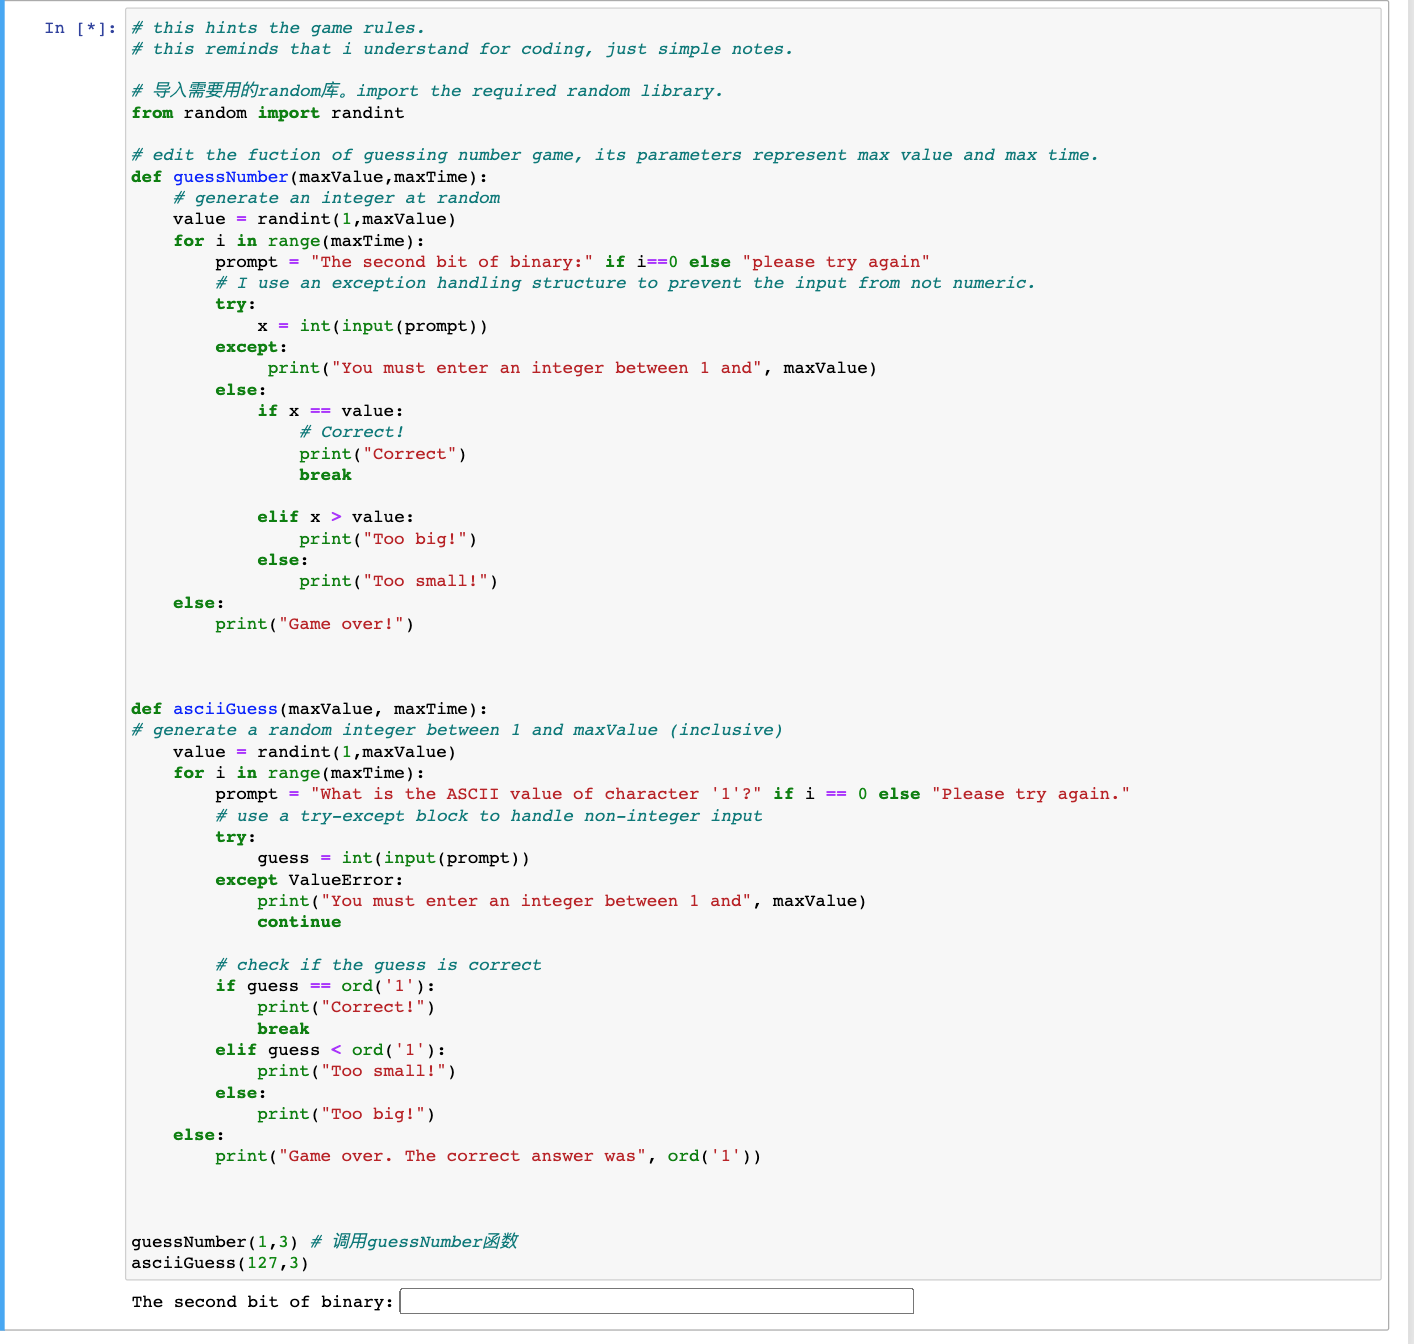 In [*]: # this hints the game rules.
# this reminds that i understand for coding, just simple notes.
# 导入需要用的random库。import the required random library.
from random import randint
# edit the fuction of guessing number game, its parameters represent max value and max time.
def guessNumber(maxValue,maxTime):
    # generate an integer at random
    value = randint(1,maxValue)
    for i in range(maxTime):
        prompt = "The second bit of binary:" if i==0 else "please try again"
        # I use an exception handling structure to prevent the input from not numeric.
        try:
            x = int(input(prompt))
        except:
             print("You must enter an integer between 1 and", maxValue)
        else:
            if x == value:
                # Correct!
                print("Correct")
                break
            elif x > value:
                print("Too big!")
            else:
                print("Too small!")
    else:
        print("Game over!")
def asciiGuess(maxValue, maxTime):
# generate a random integer between 1 and maxValue (inclusive)
    value = randint(1,maxValue)
    for i in range(maxTime):
        prompt = "What is the ASCII value of character '1'?" if i == 0 else "Please try again."
        # use a try-except block to handle non-integer input
        try:
            guess = int(input(prompt))
        except ValueError:
            print("You must enter an integer between 1 and", maxValue)
            continue
        # check if the guess is correct
        if guess == ord('1'):
            print("Correct!")
            break
        elif guess < ord('1'):
            print("Too small!")
        else:
            print("Too big!")
    else:
        print("Game over. The correct answer was", ord('1'))
guessNumber(1,3) # 调用guessNumber函数
asciiGuess(127,3)
The second bit of binary: